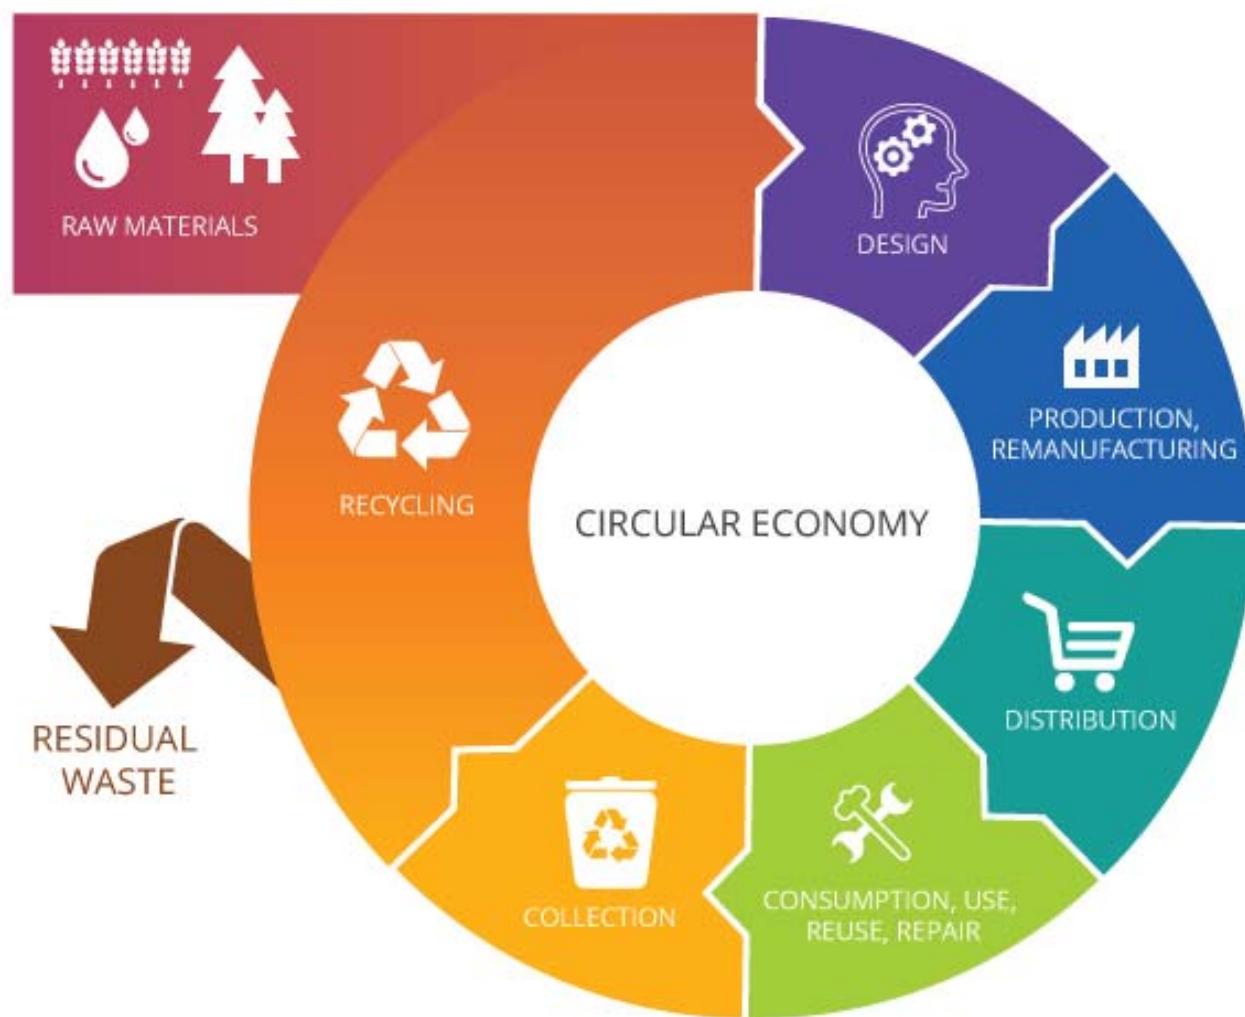 RAW MATERIALS
DESIGN
PRODUCTION,
REMANUFACTURING
RECYCLING
CIRCULAR ECONOMY
DISTRIBUTION
RESIDUAL
WASTE
CONSUMPTION, USE,
REUSE, REPAIR
COLLECTION